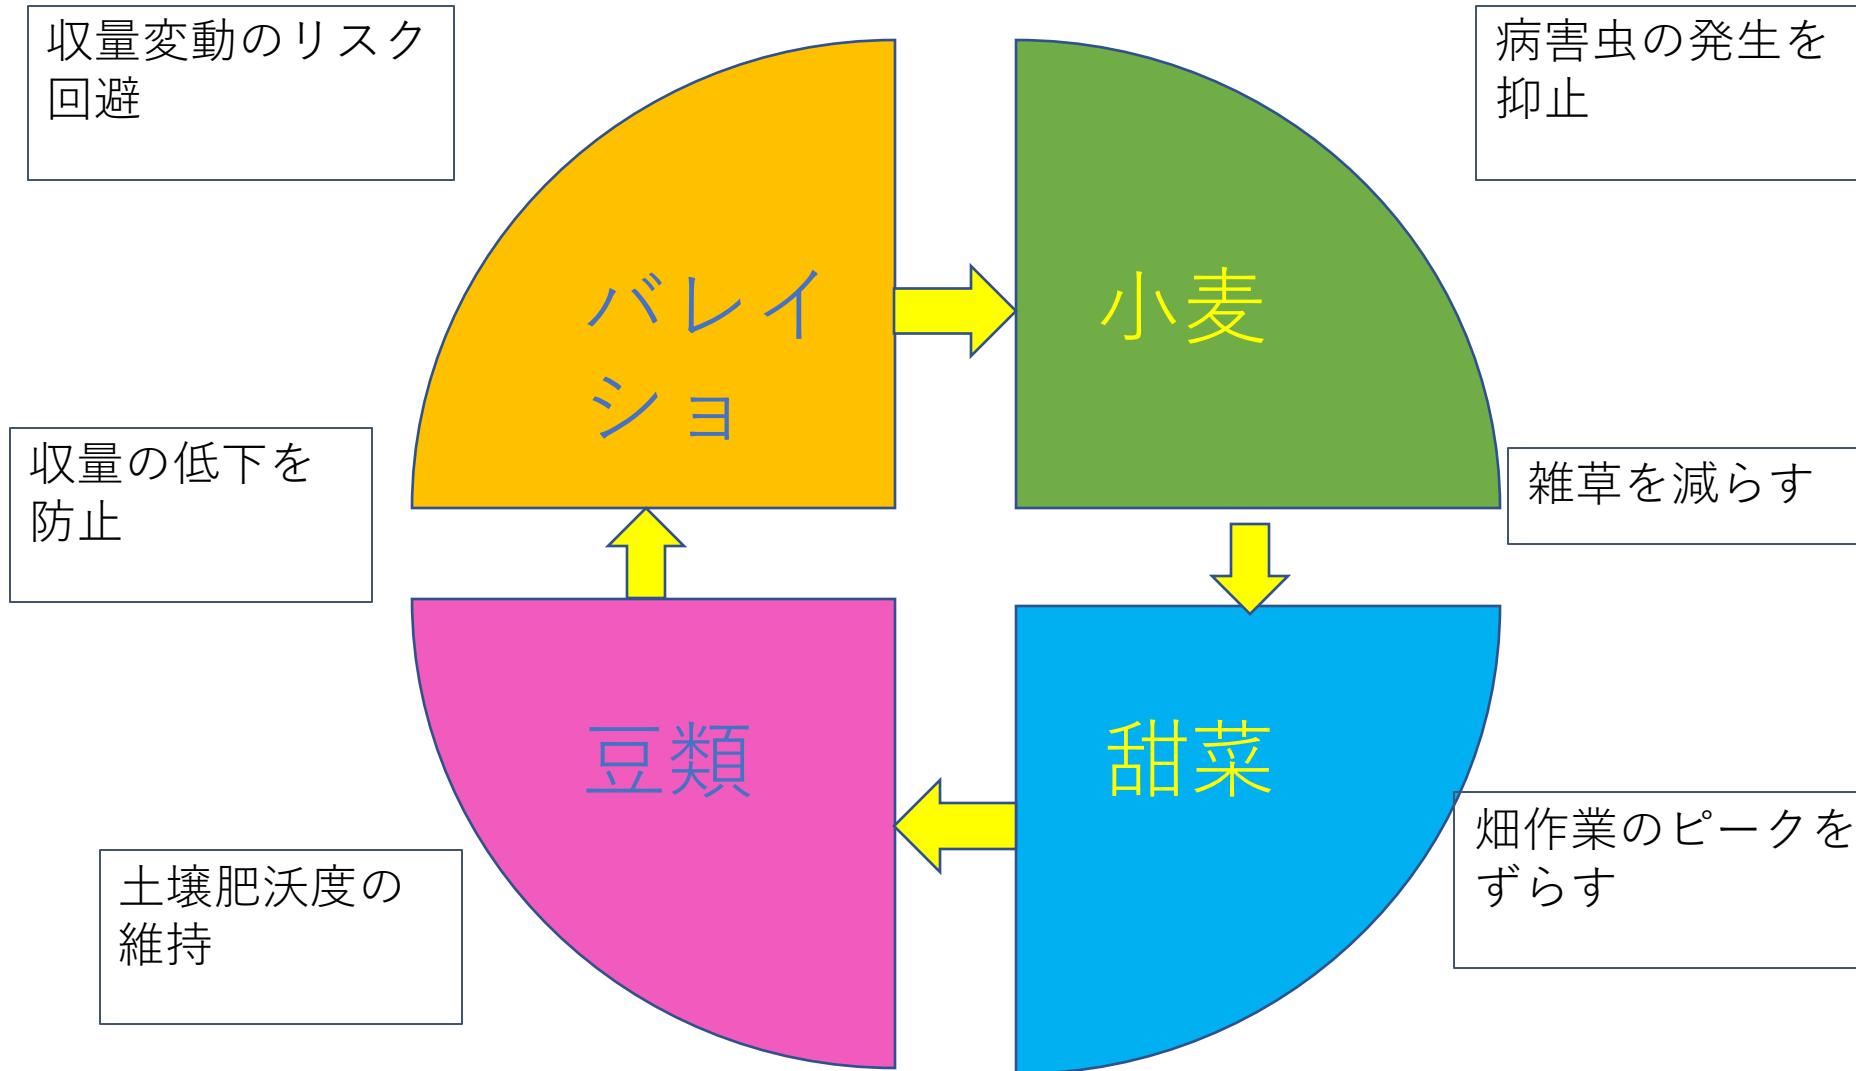 収量変動のリスク
回避
病害虫の発生を
抑止
バレイ
ショ
小麦
収量の低下を
防止
雑草を減らす
豆類
甜菜
土壌肥沃度の
維持
畑作業のピークを
ずらす